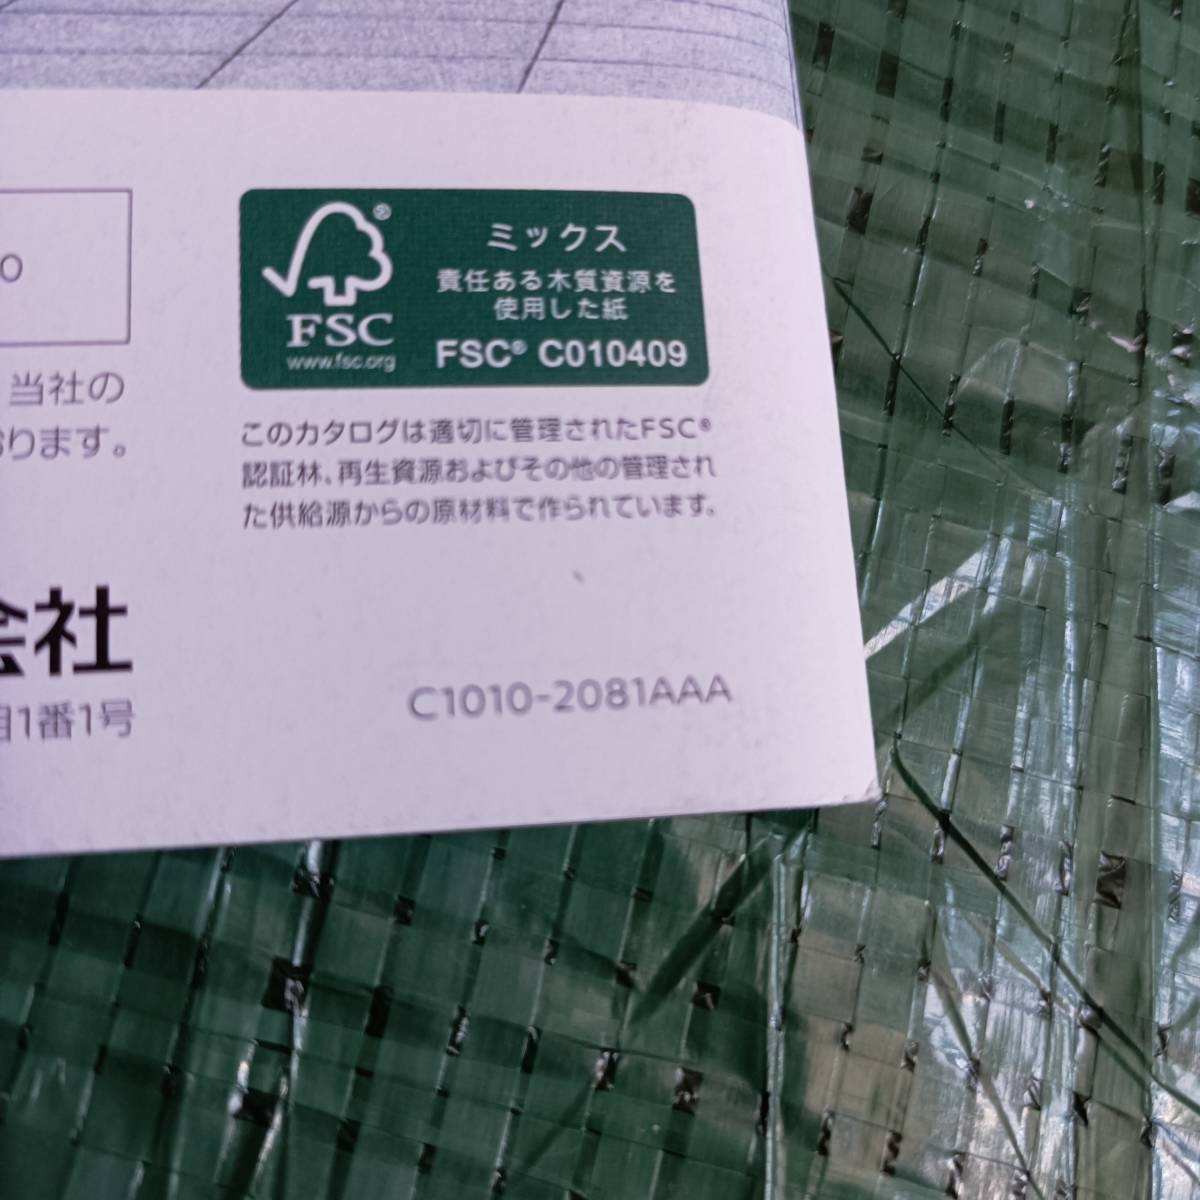 0
当社の
ります。
会社
目1番1号
FSC
www.fsc.org
ミックス
責任ある木質資源を
使用した紙
FSC® C010409
このカタログは適切に管理されたFSC®
認証林、再生資源およびその他の管理され
た供給源からの原材料で作られています。
C1010-2081AAA